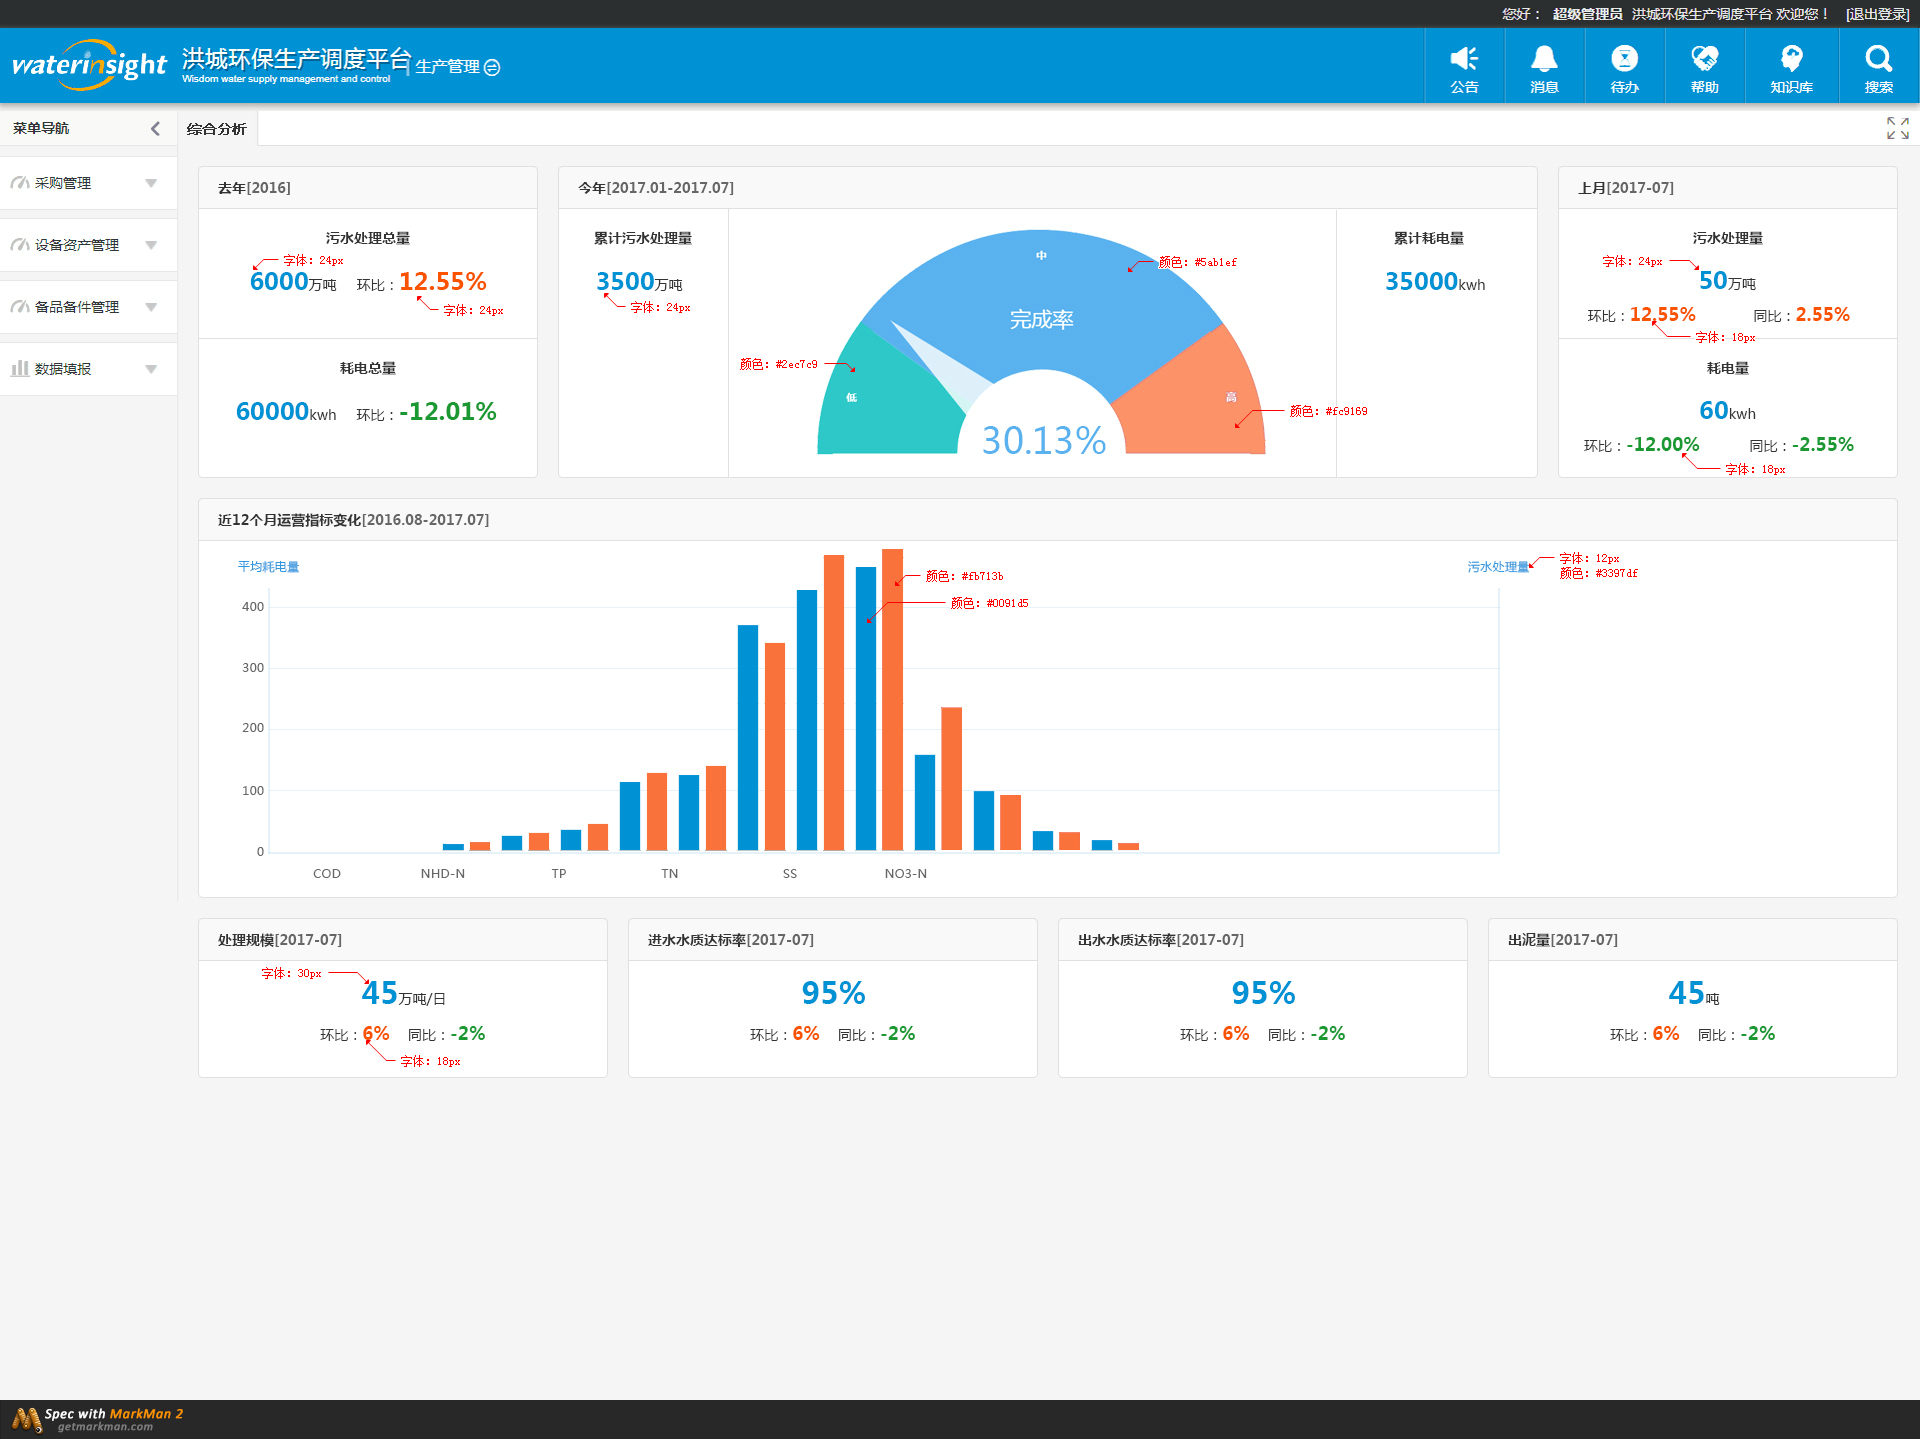 您好： 超级管理员 洪城环保生产调度平台 欢迎您！ [退出登录]
waterinsight
洪城环保生产调度平台
Wisdom water supply management and control
生产管理
公告
消息
待办
帮助
知识库
搜索
菜单导航
综合分析
采购管理
设备资产管理
备品备件管理
数据填报
去年[2016]
污水处理总量
字体：24px
6000万吨 环比：12.55%
字体：24px
耗电总量
60000kwh 环比：-12.01%
今年[2017.01-2017.07]
累计污水处理量
3500万吨
字体：24px
中
颜色：#5ab1ef
完成率
颜色：#2ec7c9
低
高
颜色：#fc9169
30.13%
累计耗电量
35000kwh
上月[2017-07]
污水处理量
字体：24px
50万吨
环比：12.55% 同比：2.55%
字体：18px
耗电量
60kwh
环比：-12.00% 同比：-2.55%
字体：18px
近12个月运营指标变化[2016.08-2017.07]
平均耗电量
污水处理量
字体：12px
颜色：#3397df
颜色：#fb713b
颜色：#0091d5
400
300
200
100
0
COD
NHD-N
TP
TN
SS
NO3-N
处理规模[2017-07]
字体：30px
45万吨/日
环比：6% 同比：-2%
字体：18px
进水水质达标率[2017-07]
95%
环比：6% 同比：-2%
出水水质达标率[2017-07]
95%
环比：6% 同比：-2%
出泥量[2017-07]
45吨
环比：6% 同比：-2%
Spec with MarkMan 2
getmarkman.com